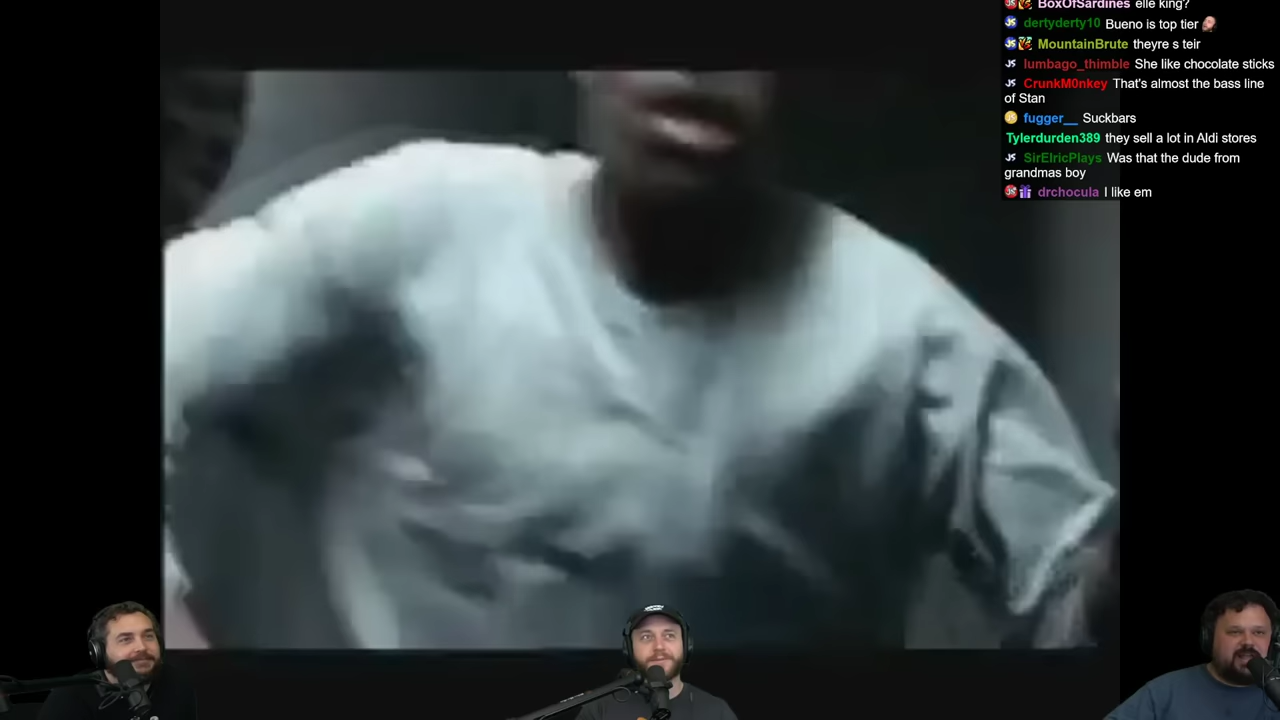 BoxOfSardines elle king?
dertyderty10 Bueno is top tier
MountainBrute theyre s teir
lumbago_thimble She like chocolate sticks
CrunkM0nkey That's almost the bass line
of Stan
fugger__ Suckbars
Tylerdurden389 they sell a lot in Aldi stores
SirElricPlays Was that the dude from
grandmas boy
drchocula I like em